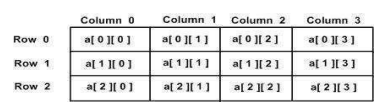 Column 0 Column 1 Column 2 Column 3
Row 0 a[ 0 ][ 0 ] a[ 0 ][ 1 ] a[ 0 ][ 2 ] a[ 0 ][ 3 ]
Row 1 a[ 1 ][ 0 ] a[ 1 ][ 1 ] a[ 1 ][ 2 ] a[ 1 ][ 3 ]
Row 2 a[ 2 ][ 0 ] a[ 2 ][ 1 ] a[ 2 ][ 2 ] a[ 2 ][ 3 ]